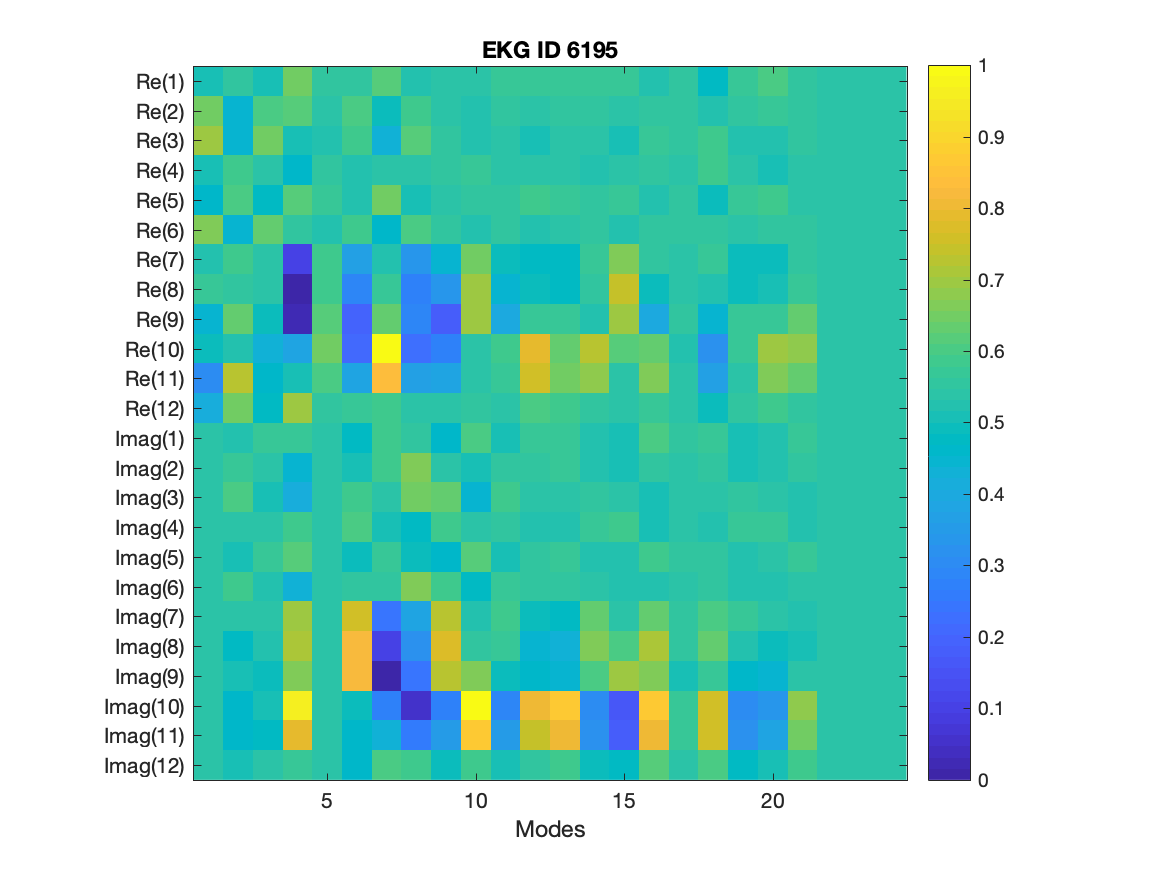 EKG ID 6195
Re(1)
Re(2)
Re(3)
Re(4)
Re(5)
Re(6)
Re(7)
Re(8)
Re(9)
Re(10)
Re(11)
Re(12)
Imag(1)
Imag(2)
Imag(3)
Imag(4)
Imag(5)
Imag(6)
Imag(7)
Imag(8)
Imag(9)
Imag(10)
Imag(11)
Imag(12)
5 10 15 20
Modes
1
0.9
0.8
0.7
0.6
0.5
0.4
0.3
0.2
0.1
0